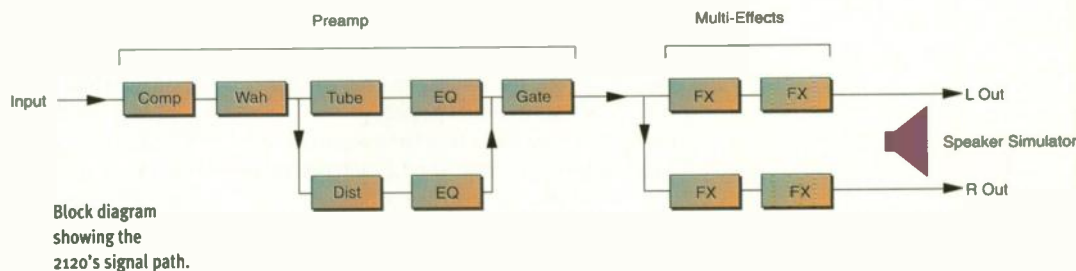 Preamp
Multi-Effects
Input
Comp
Wah
Tube
EQ
Gate
FX
FX
L Out
Speaker Simulator
Dist
EQ
FX
FX
R Out
Block diagram
showing the
2120's signal path.